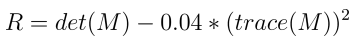 R = det(M) − 0.04 ∗ (trace(M))²